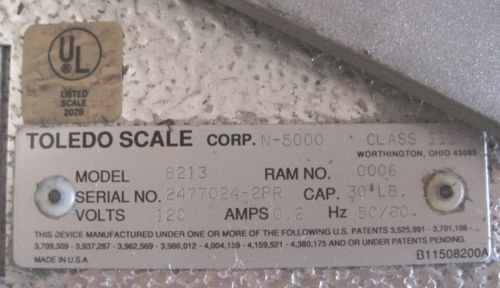 UL
®
LISTED
SCALE
202B
TOLEDO SCALE CORP. N-5000 CLASS III
WORTHINGTON, OHIO 43085
MODEL 8213 RAM NO. 0006
SERIAL NO. 2477024-2PR CAP. 30 LB.
VOLTS 120 AMPS 0.2 Hz 50/60
THIS DEVICE MANUFACTURED UNDER ONE OR MORE OF THE FOLLOWING U.S. PATENTS 3,525,991 - 3,701,106 -
3,709,309 - 3,937,287 - 3,962,569 - 3,986,012 - 4,004,139 - 4,159,521 - 4,380,175 AND OR UNDER PATENTS PENDING.
MADE IN U.S.A B11508200A